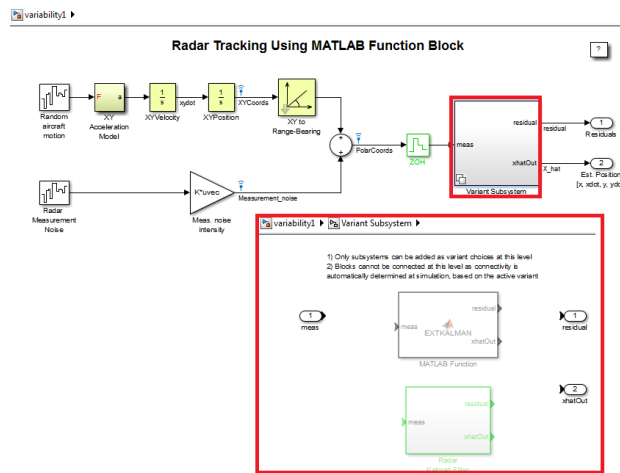 variability1
Radar Tracking Using MATLAB Function Block
?
Random
aircraft
motion
F a
XY
Acceleration
Model
1
s
XYVelocity
xydot
1
s
XYPosition
XYCoords
XY to
Range-Bearing
+
+
PolarCoords
ZOH
meas
residual
xhatOut
Variant Subsystem
residual
1
Residuals
X_hat
2
Est. Position
[x, xdot, y, ydo
Radar
Measurement
Noise
K*uvec
Meas. noise
intensity
Measurement_noise
variability1 Variant Subsystem
1) Only subsystems can be added as variant choices at this level
2) Blocks cannot be connected at this level as connectivity is
automatically determined at simulation, based on the active variant
1
meas
meas
EXTKALMAN
residual
xhatOut
MATLAB Function
1
residual
2
xhatOut
meas
residual
xhatOut
Radar
Kalman Filter